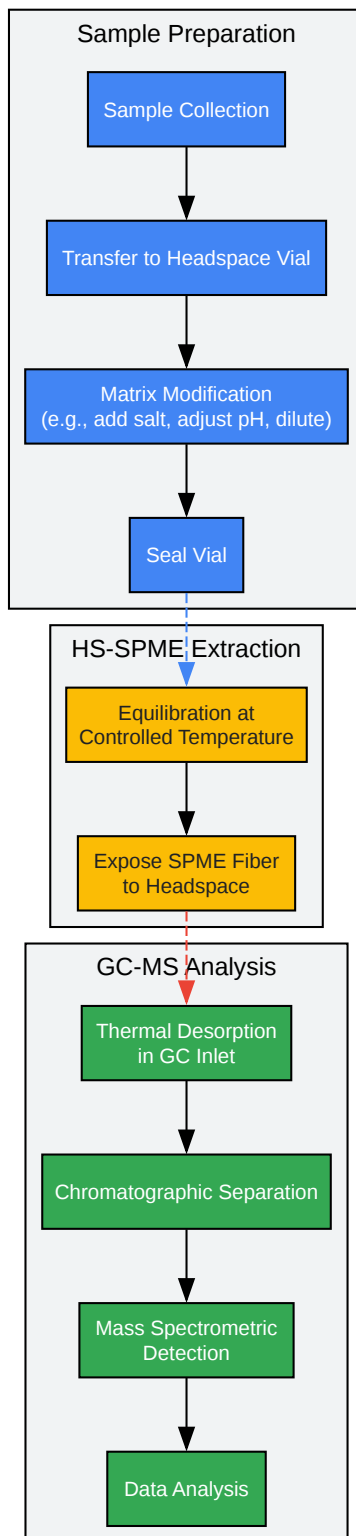 Sample Preparation
Sample Collection
Transfer to Headspace Vial
Matrix Modification
(e.g., add salt, adjust pH, dilute)
Seal Vial
HS-SPME Extraction
Equilibration at
Controlled Temperature
Expose SPME Fiber
to Headspace
GC-MS Analysis
Thermal Desorption
in GC Inlet
Chromatographic Separation
Mass Spectrometric
Detection
Data Analysis